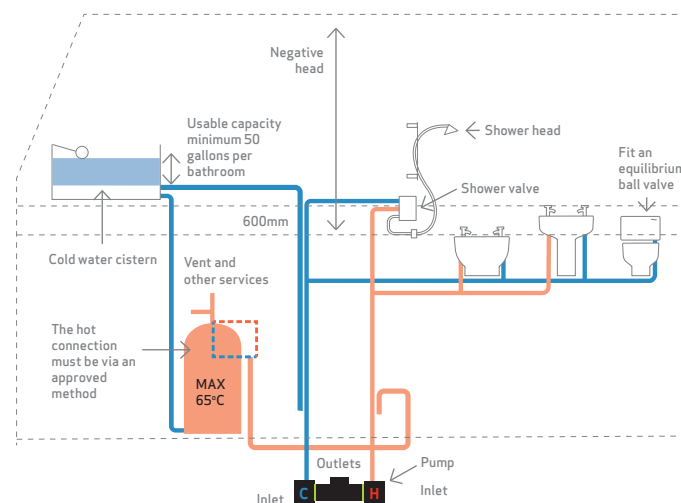 Negative
head
Usable capacity
minimum 50
gallons per
bathroom
Shower head
Fit an
equilibrium
ball valve
Shower valve
600mm
Cold water cistern
Vent and
other services
The hot
connection
must be via an
approved
method
MAX
65°C
Outlets
Pump
Inlet
C
H
Inlet